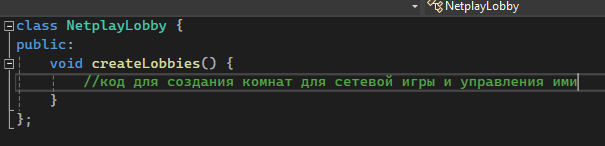 NetplayLobby
class NetplayLobby {
public:
void createLobbies() {
//код для создания комнат для сетевой игры и управления ими
}
};